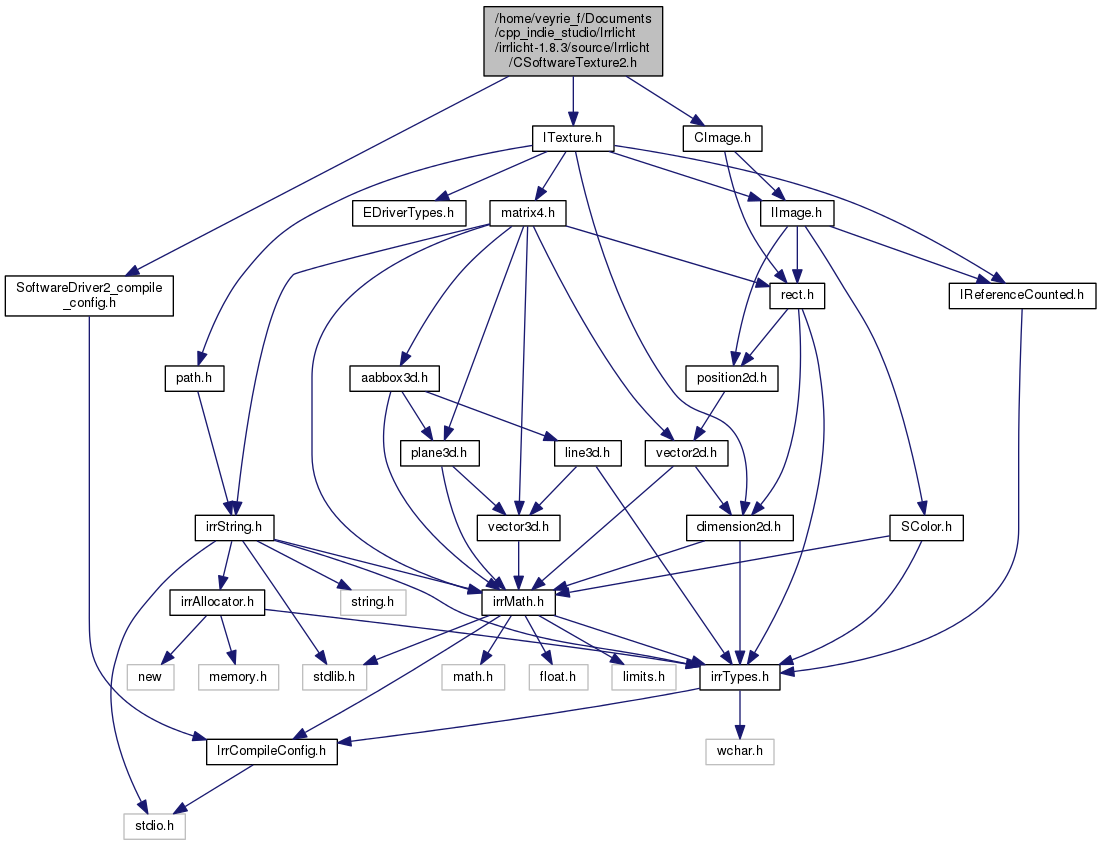 /home/veyrie_f/Documents
/cpp_indie_studio/Irrlicht
/irrlicht-1.8.3/source/Irrlicht
/CSoftwareTexture2.h
ITexture.h
CImage.h
EDriverTypes.h
matrix4.h
IImage.h
SoftwareDriver2_compile
_config.h
rect.h
IReferenceCounted.h
path.h
aabbox3d.h
position2d.h
plane3d.h
line3d.h
vector2d.h
irrString.h
vector3d.h
dimension2d.h
SColor.h
irrAllocator.h
string.h
irrMath.h
new
memory.h
stdlib.h
math.h
float.h
limits.h
irrTypes.h
IrrCompileConfig.h
wchar.h
stdio.h